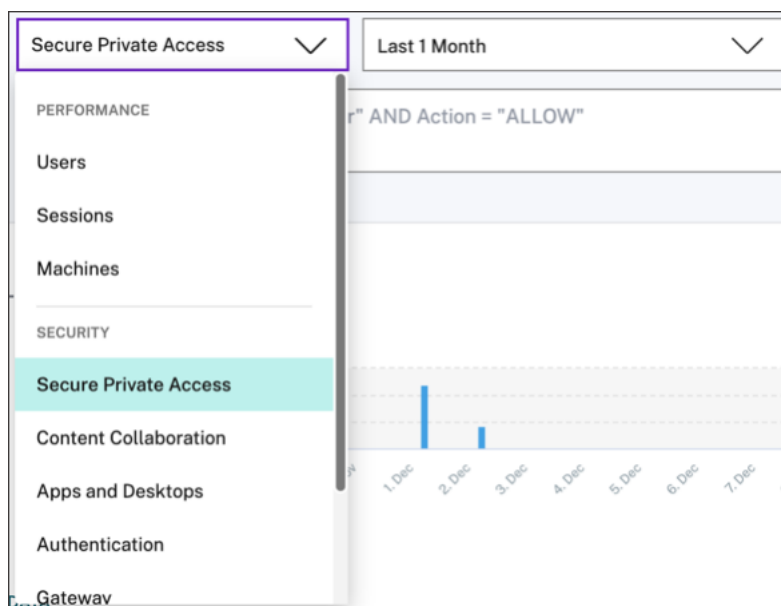 Secure Private Access
Last 1 Month
PERFORMANCE
r" AND Action = "ALLOW"
Users
Sessions
Machines
SECURITY
Secure Private Access
Content Collaboration
Apps and Desktops
1. Dec 2. Dec 3. Dec 4. Dec 5. Dec 6. Dec 7. Dec
Authentication
Gateway